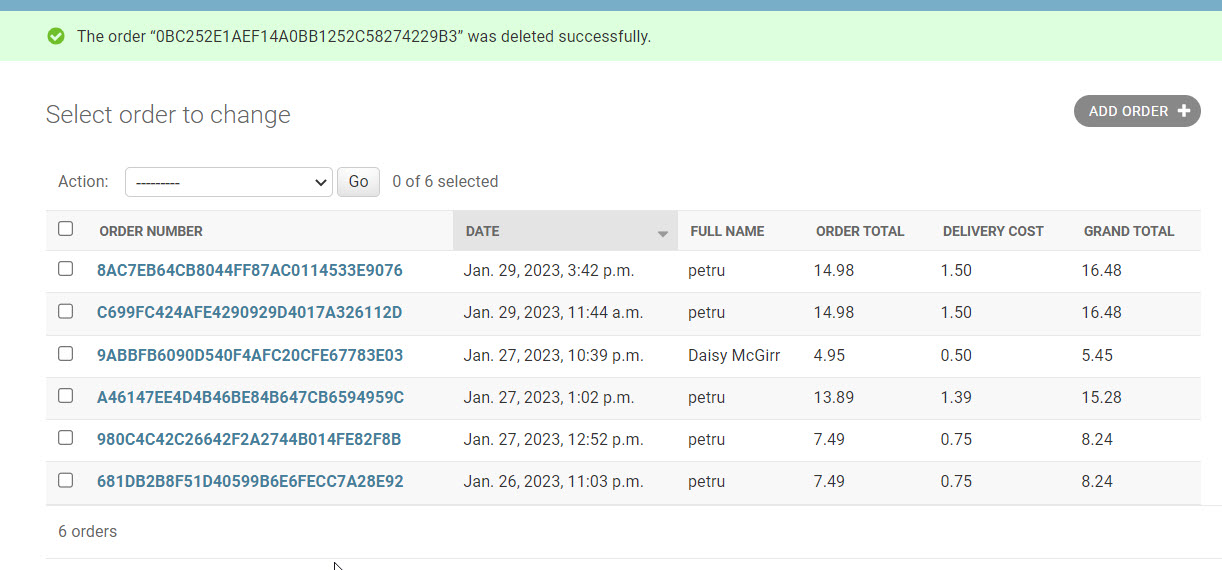 The order “0BC252E1AEF14A0BB1252C58274229B3” was deleted successfully.
Select order to change
ADD ORDER
Action: --------- Go 0 of 6 selected
ORDER NUMBER DATE FULL NAME ORDER TOTAL DELIVERY COST GRAND TOTAL
8AC7EB64CB8044FF87AC0114533E9076 Jan. 29, 2023, 3:42 p.m. petru 14.98 1.50 16.48
C699FC424AFE4290929D4017A326112D Jan. 29, 2023, 11:44 a.m. petru 14.98 1.50 16.48
9ABBFB6090D540F4AFC20CFE67783E03 Jan. 27, 2023, 10:39 p.m. Daisy McGirr 4.95 0.50 5.45
A46147EE4D4B46BE84B647CB6594959C Jan. 27, 2023, 1:02 p.m. petru 13.89 1.39 15.28
980C4C42C26642F2A2744B014FE82F8B Jan. 27, 2023, 12:52 p.m. petru 7.49 0.75 8.24
681DB2B8F51D40599B6E6FECC7A28E92 Jan. 26, 2023, 11:03 p.m. petru 7.49 0.75 8.24
6 orders